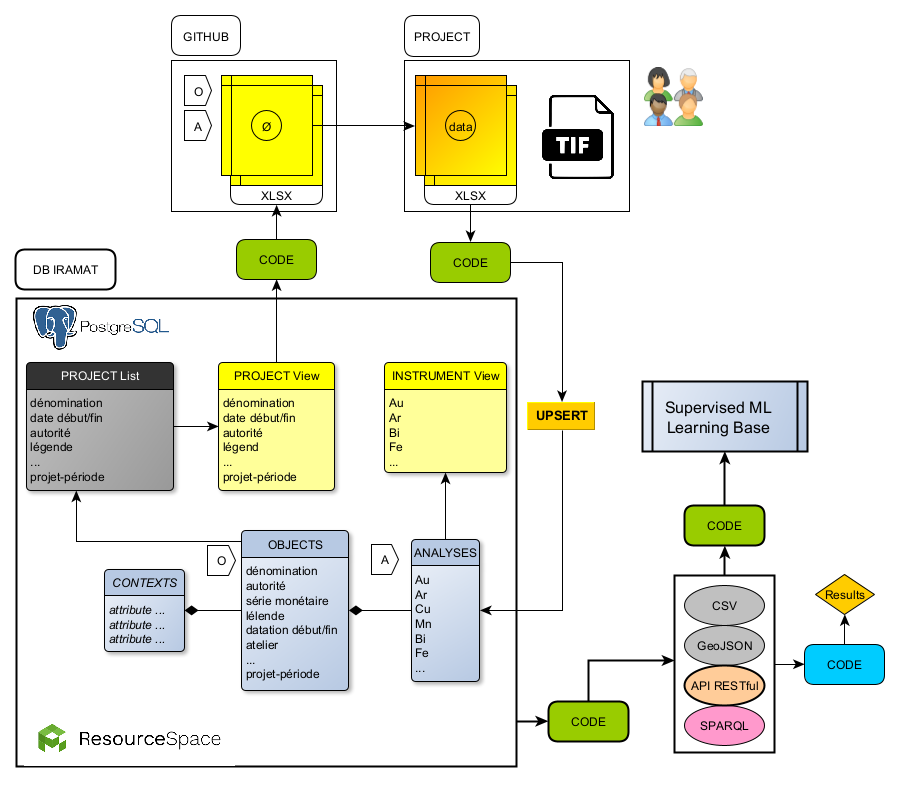 GITHUB
PROJECT
O
A
Ø
XLSX
data
XLSX
TIF
CODE
CODE
DB IRAMAT
PostgreSQL
PROJECT List
dénomination
date début/fin
autorité
légende
...
projet-période
PROJECT View
dénomination
date début/fin
autorité
légend
...
projet-période
INSTRUMENT View
Au
Ar
Bi
Fe
...
UPSERT
Supervised ML
Learning Base
CODE
O
OBJECTS
dénomination
autorité
série monétaire
lélende
datation début/fin
atelier
...
projet-période
A
ANALYSES
Au
Ar
Cu
Mn
Bi
Fe
...
CONTEXTS
attribute ...
attribute ...
attribute ...
CSV
GeoJSON
API RESTful
SPARQL
Results
CODE
CODE
ResourceSpace